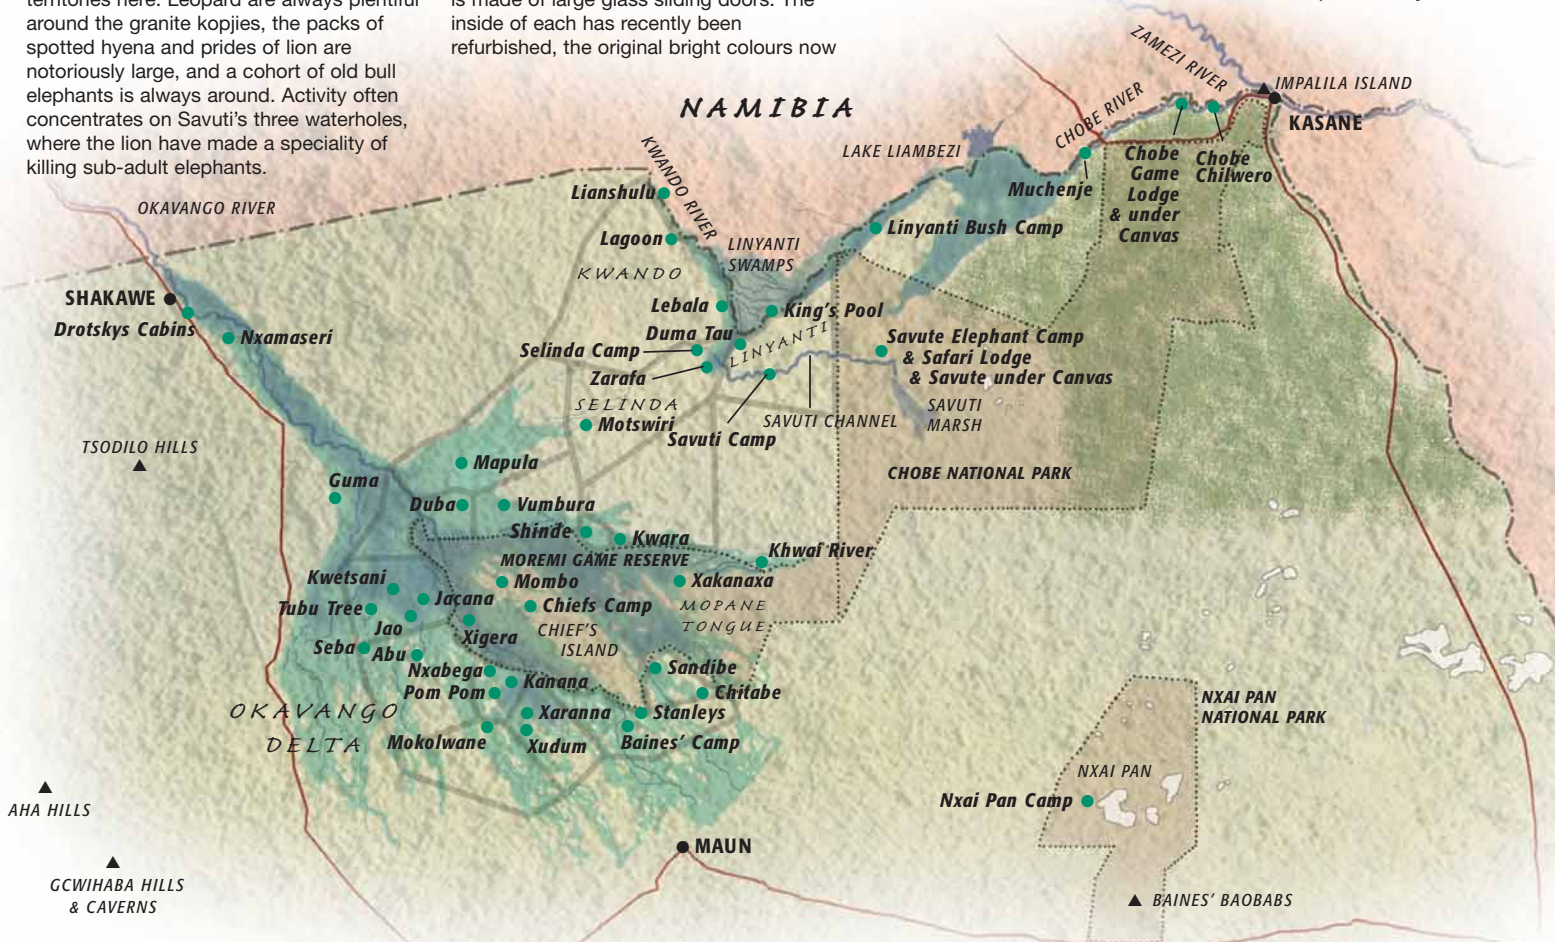 territories here. Leopard are always plentiful
around the granite kopjies, the packs of
spotted hyena and prides of lion are
notoriously large, and a cohort of old bull
elephants is always around. Activity often
concentrates on Savuti's three waterholes,
where the lion have made a speciality of
killing sub-adult elephants.
is made of large glass sliding doors. The
inside of each has recently been
refurbished, the original bright colours now
NAMIBIA
ZAMEZI RIVER
IMPALILA ISLAND
KASANE
CHOBE RIVER
LAKE LIAMBEZI
Chobe
Game
Lodge
& under
Canvas
Chobe
Chilwero
Muchenje
KWANDO RIVER
Lianshulu
OKAVANGO RIVER
Lagoon
LINYANTI
SWAMPS
Linyanti Bush Camp
KWANDO
SHAKAWE
Drotskys Cabins
Nxamaseri
Lebala
King's Pool
Duma Tau
LINYANTI
Selinda Camp
Zarafa
Savute Elephant Camp
& Safari Lodge
& Savute under Canvas
SELINDA
Motswiri
Savuti Camp
SAVUTI CHANNEL
SAVUTI
MARSH
TSODILO HILLS
Mapula
CHOBE NATIONAL PARK
Guma
Duba
Vumbura
Shinde
Kwara
Khwai River
MOREMI GAME RESERVE
Kwetsani
Mombo
Xakanaxa
Tubu Tree
Jacana
Chiefs Camp
MOPANE
TONGUE
Jao
Xigera
CHIEF'S
ISLAND
Seba
Abu
Nxabega
Kanana
Sandibe
Pom Pom
Chitabe
OKAVANGO
DELTA
Xaranna
Stanleys
Mokolwane
Xudum
Baines' Camp
NXAI PAN
NATIONAL PARK
NXAI PAN
Nxai Pan Camp
AHA HILLS
MAUN
GCWIHABA HILLS
& CAVERNS
BAINES' BAOBABS